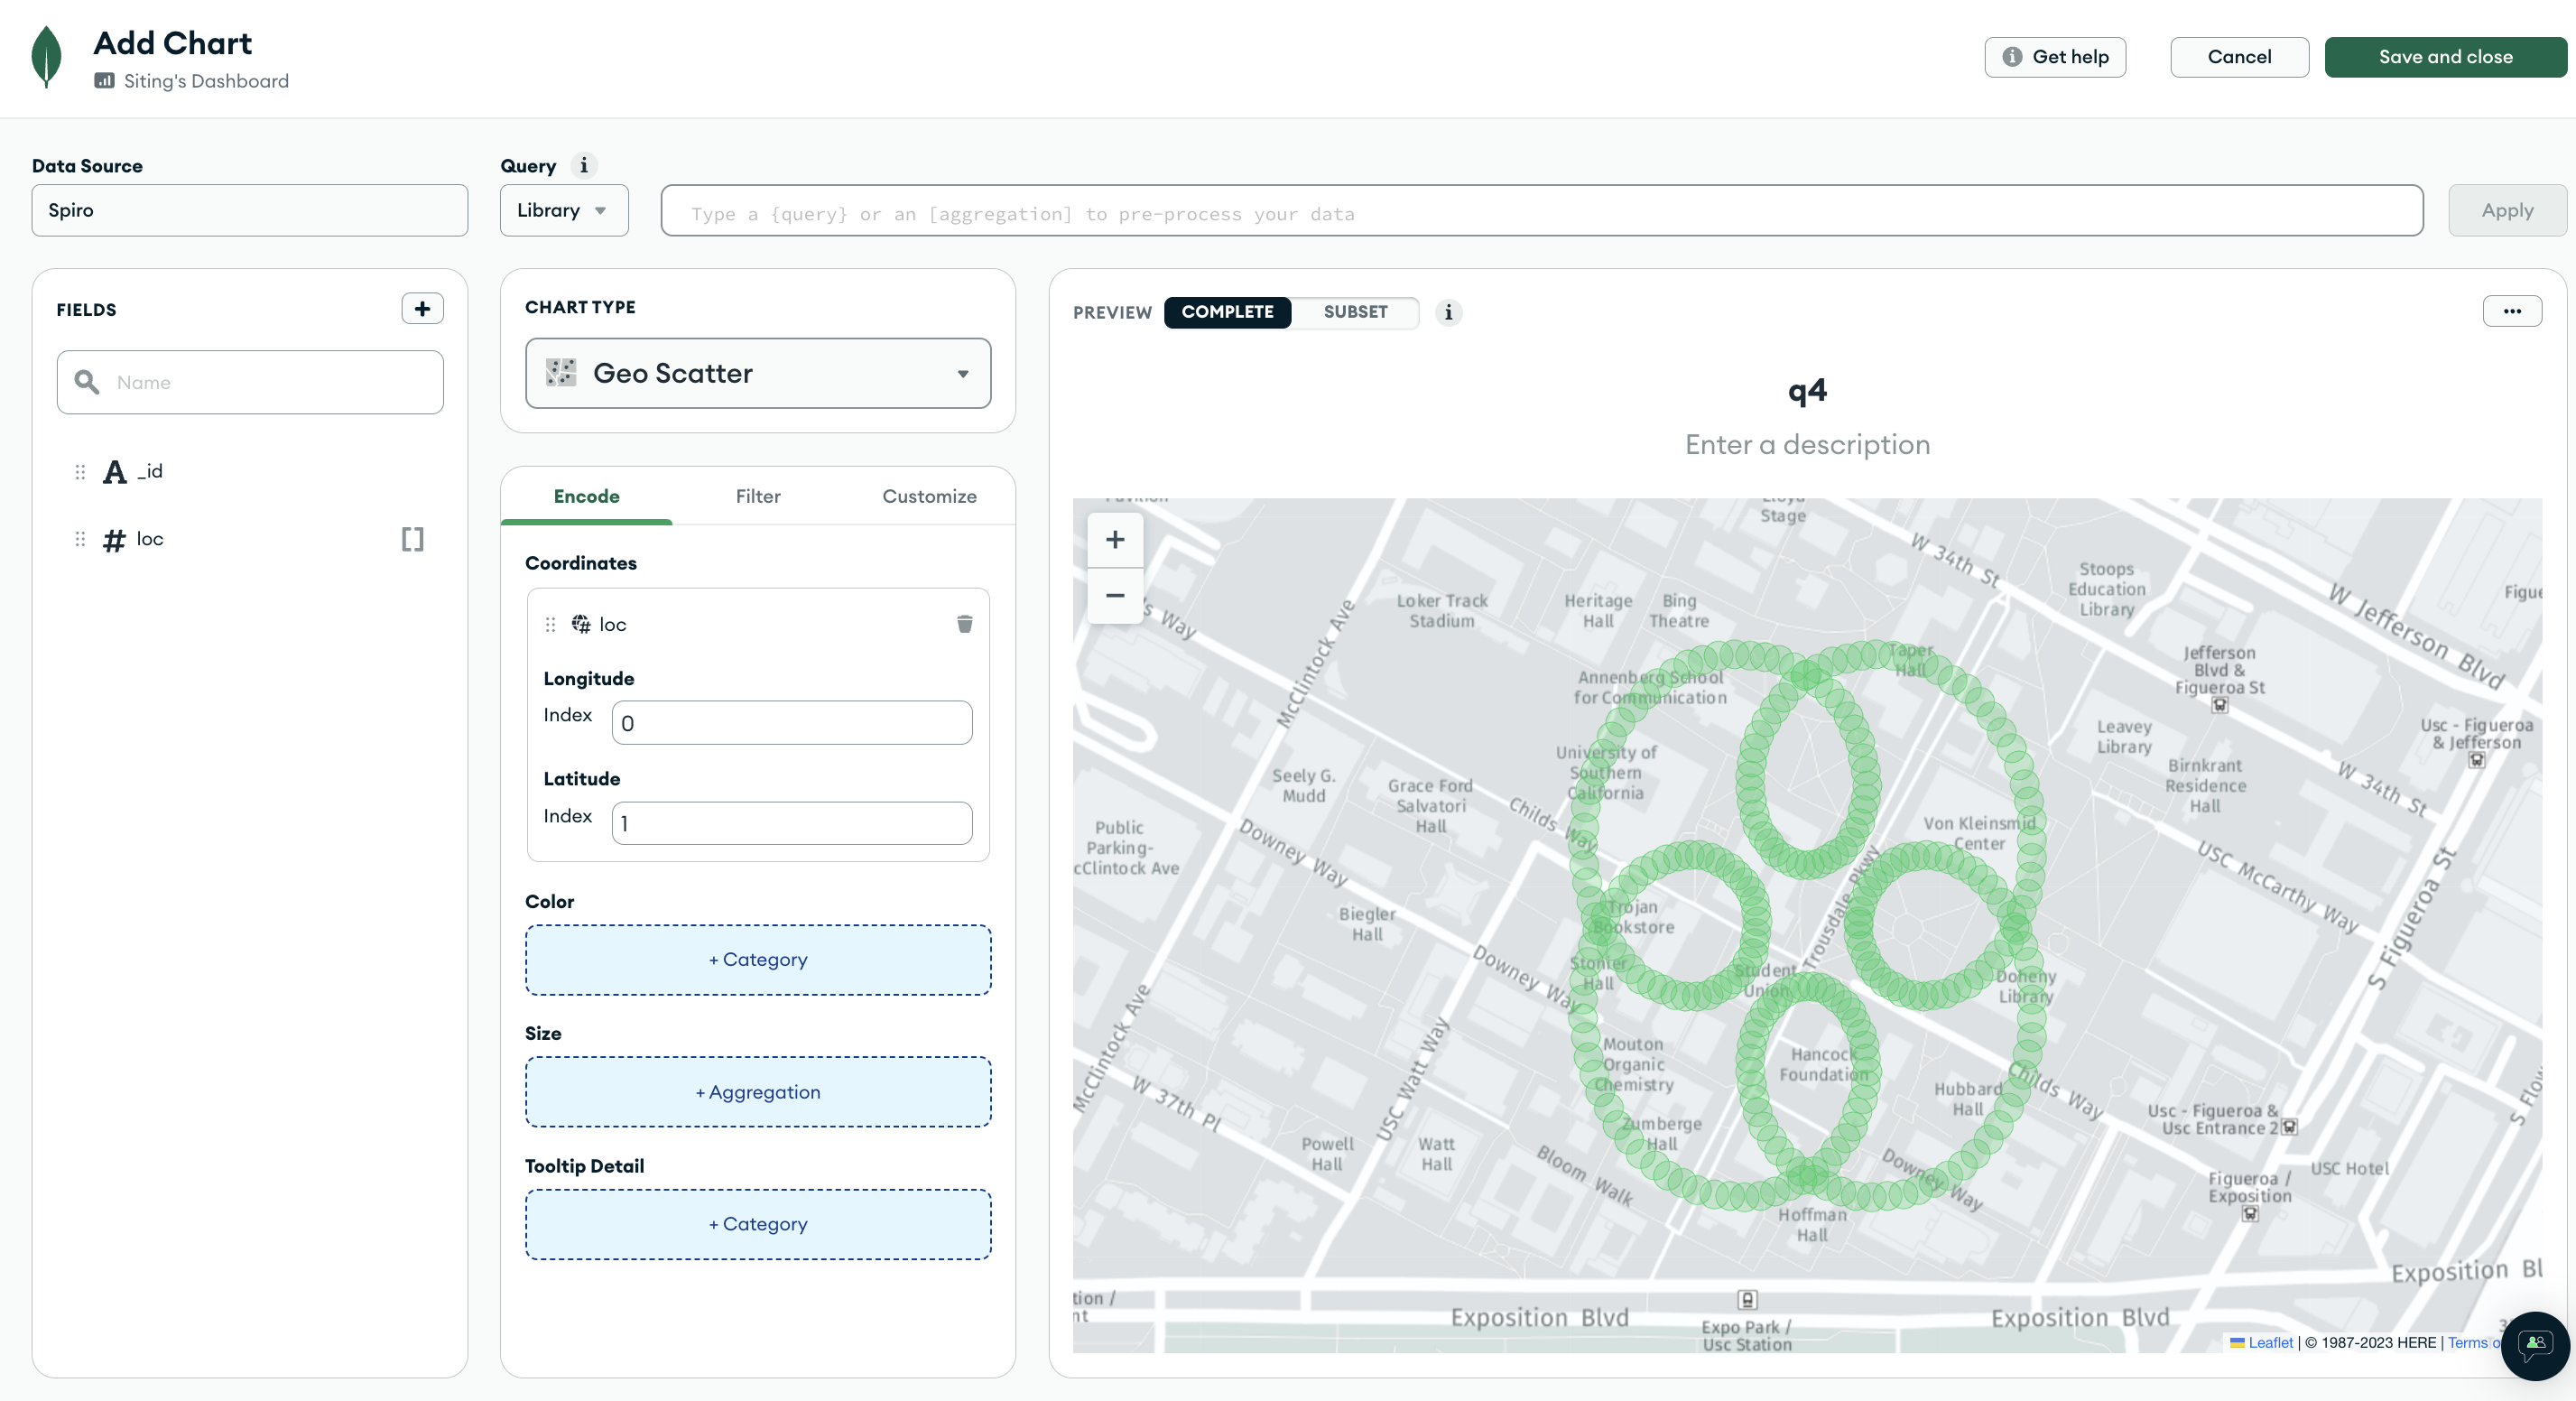 Add Chart
Siting's Dashboard
Get help
Cancel
Save and close
Data Source
Spiro
Query
Library
Type a {query} or an [aggregation] to pre-process your data
Apply
FIELDS
Name
_id
loc
CHART TYPE
Geo Scatter
Encode
Filter
Customize
Coordinates
loc
Longitude
Index
0
Latitude
Index
1
Color
+ Category
Size
+ Aggregation
Tooltip Detail
+ Category
PREVIEW
COMPLETE
SUBSET
q4
Enter a description
+
−
Pavilion
Lloyd
Stage
W 34th St
Stoops
Education
Library
W Jefferson Blvd
Figue
s Way
McClintock Ave
Loker Track
Stadium
Heritage
Hall
Bing
Theatre
Taper
Hall
Annenberg School
for Communication
Jefferson
Blvd &
Figueroa St
Leavey
Library
Usc - Figueroa
& Jefferson
University of
Southern
California
Seely G.
Mudd
Grace Ford
Salvatori
Hall
Childs Way
Birnkrant
Residence
Hall
W 34th St
Public
Parking-
cClintock Ave
Downey Way
Von Kleinsmid
Center
USC McCarthy Way
S Figueroa St
Biegler
Hall
Trojan
Bookstore
Trousdale Pkwy
Downey Way
Stonier
Hall
Student
Union
Doheny
Library
McClintock Ave
USC Watt Way
Mouton
Organic
Chemistry
Hancock
Foundation
Hubbard
Hall
Childs Way
S Flow
W 37th Pl
Usc - Figueroa &
Usc Entrance 2
Powell
Hall
Watt
Hall
Zumberge
Hall
Bloom Walk
Downey Way
Figueroa /
Exposition
USC Hotel
Hoffman
Hall
Exposition Bl
tion /
nt
Exposition Blvd
Expo Park /
Usc Station
Exposition Blvd
Leaflet | © 1987-2023 HERE | Terms o